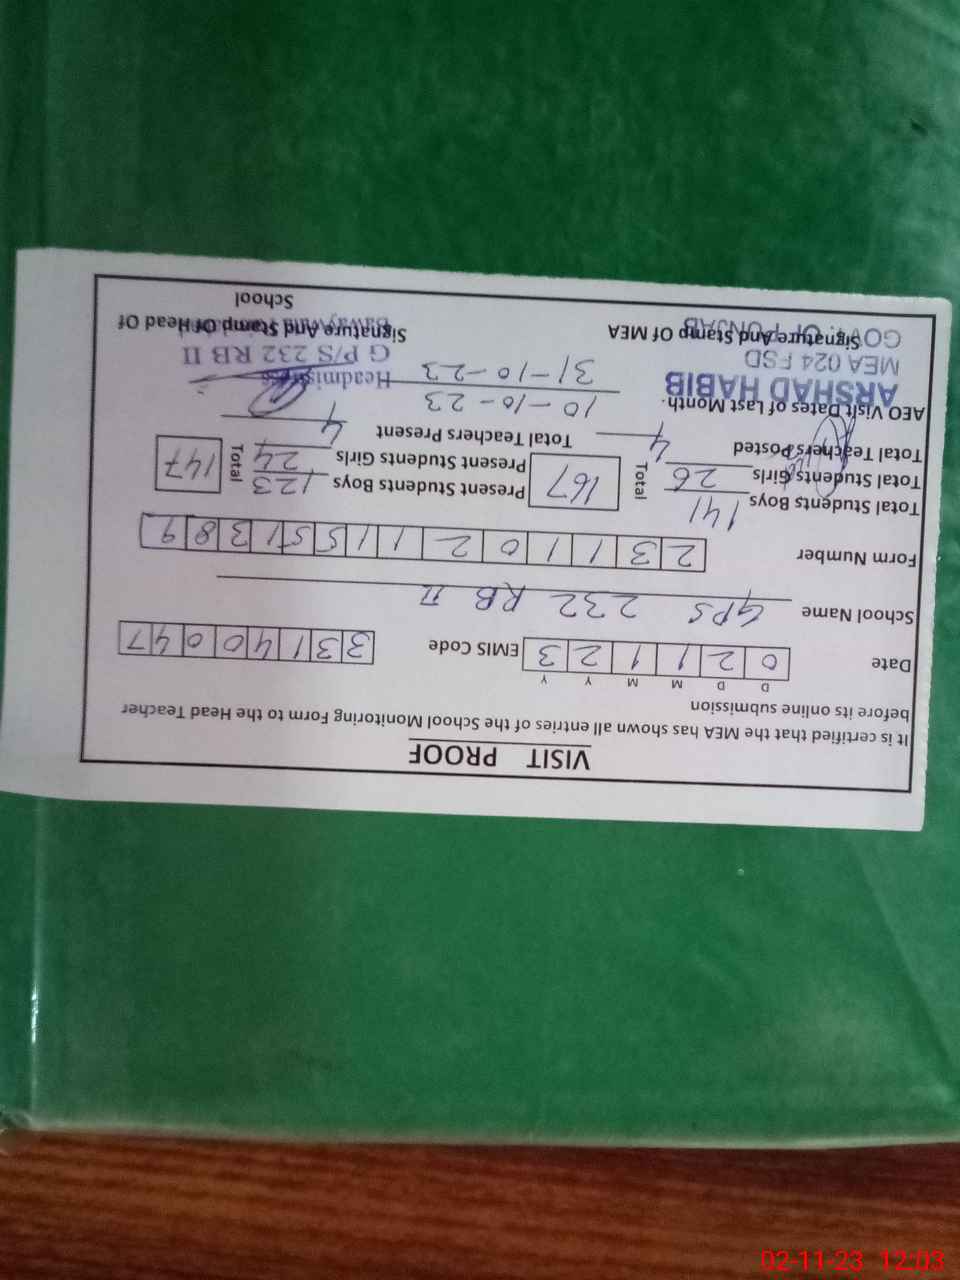 VISIT PROOF
It is certified that the MEA has shown all entries of the School Monitoring Form to the Head Teacher
before its online submission
D D M M Y Y
Date 0 2 1 1 2 3 EMIS Code 3 3 1 4 0 0 4 7
School Name GPS 232 RB II
Form Number 2 3 1 1 0 2 1 1 5 5 1 3 8 9
Total Students Boys 141 Total 167 Present Students Boys 123 Total 147
Total Students Girls 26 Present Students Girls 24
Total Teachers Posted 4 Total Teachers Present 4
AEO Visit Dates of Last Month. 10-10-23
31-10-23
ARSHAD HABIB
MEA 024 FSD
GOVT. OF PUNJAB
Headmistress
G P/S 232 RB II
Signature And Stamp Of MEA
Signature And Stamp Of Head Of
School
02-11-23 12:03